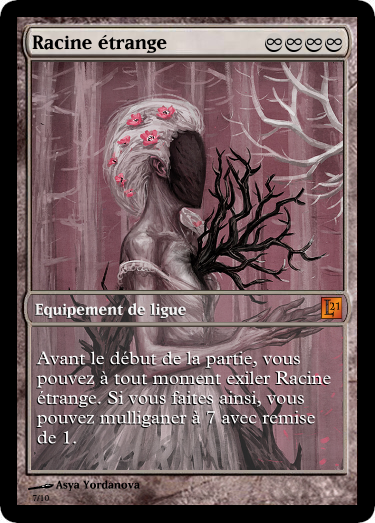 Racine étrange ∞∞∞∞
Equipement de ligue
L21
Avant le début de la partie, vous
pouvez à tout moment exiler Racine
étrange. Si vous faites ainsi, vous
pouvez mulliganer à 7 avec remise
de 1.
Asya Yordanova
7/10